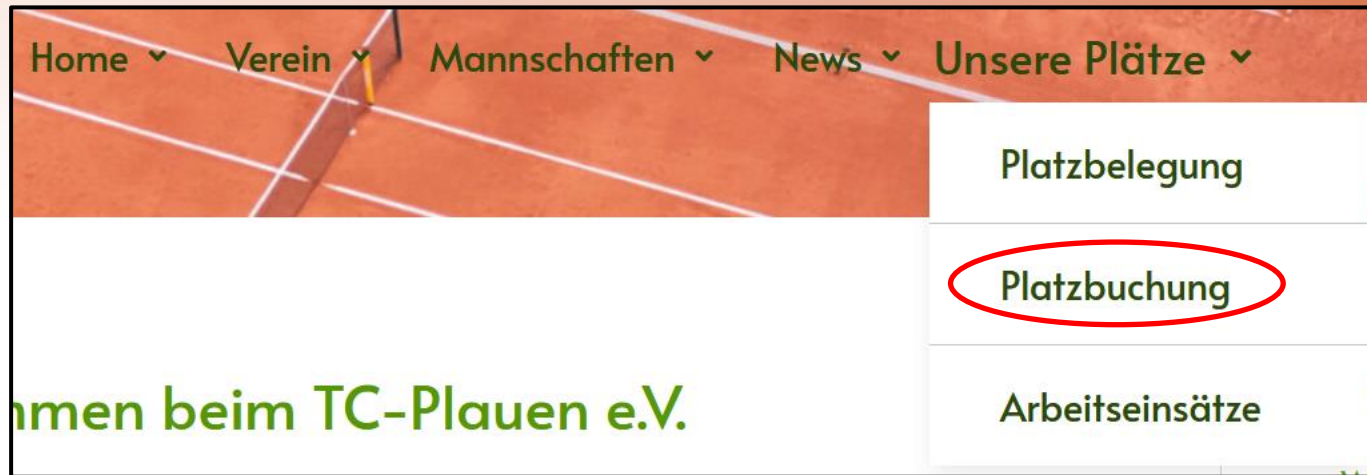 Home Verein Mannschaften News Unsere Plätze
Platzbelegung
Platzbuchung
Arbeitseinsätze
mmen beim TC-Plauen e.V.